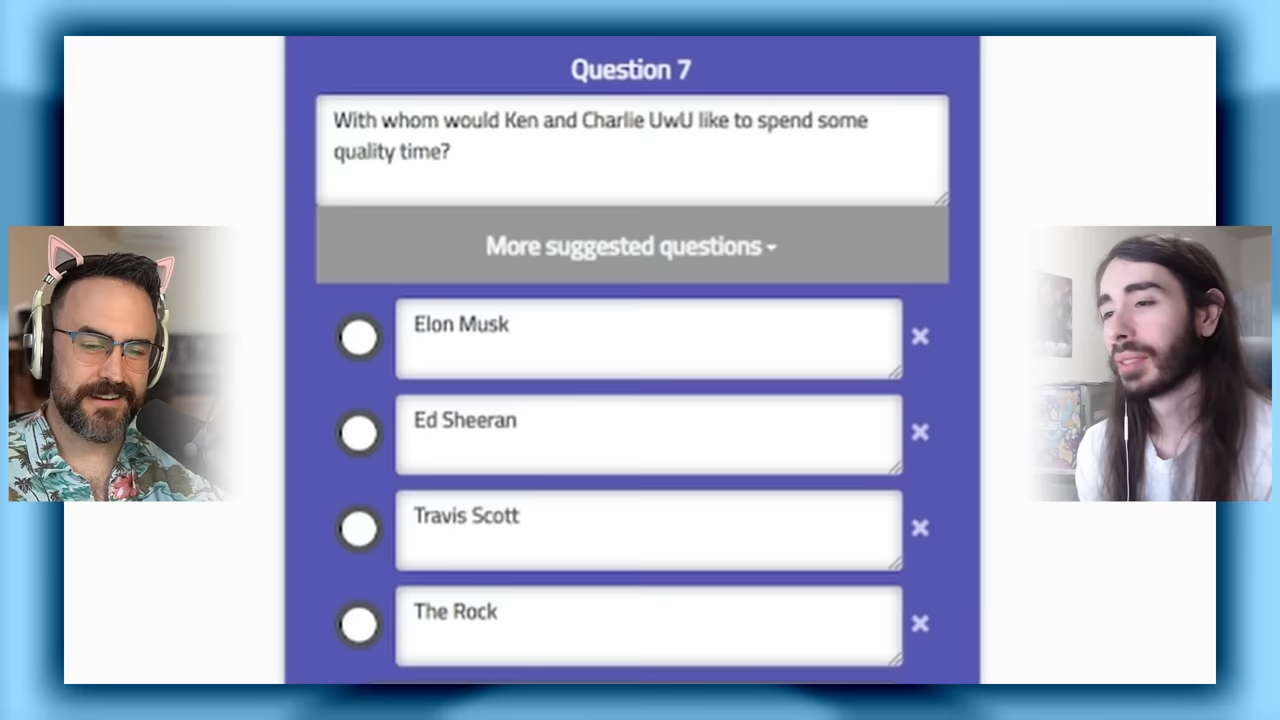 Question 7
With whom would Ken and Charlie UwU like to spend some
quality time?
More suggested questions
Elon Musk
Ed Sheeran
Travis Scott
The Rock